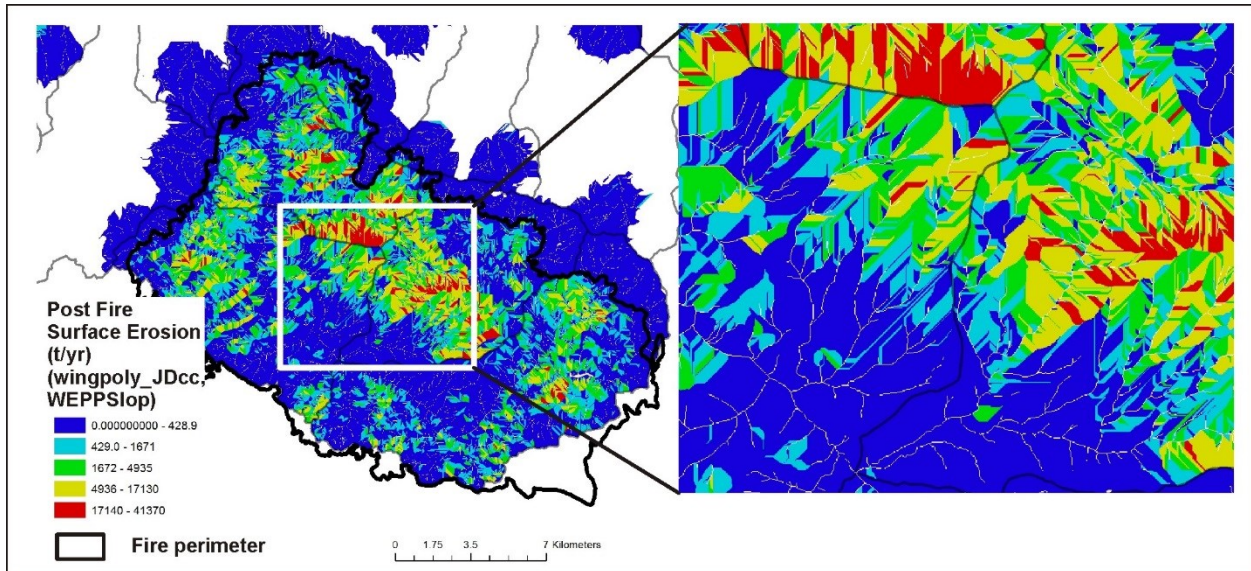 Post Fire
Surface Erosion
(t/yr)
(wingpoly_JDcc,
WEPPSlop)
0.000000000 - 428.9
429.0 - 1671
1672 - 4935
4936 - 17130
17140 - 41370
Fire perimeter
0 1.75 3.5 7 Kilometers